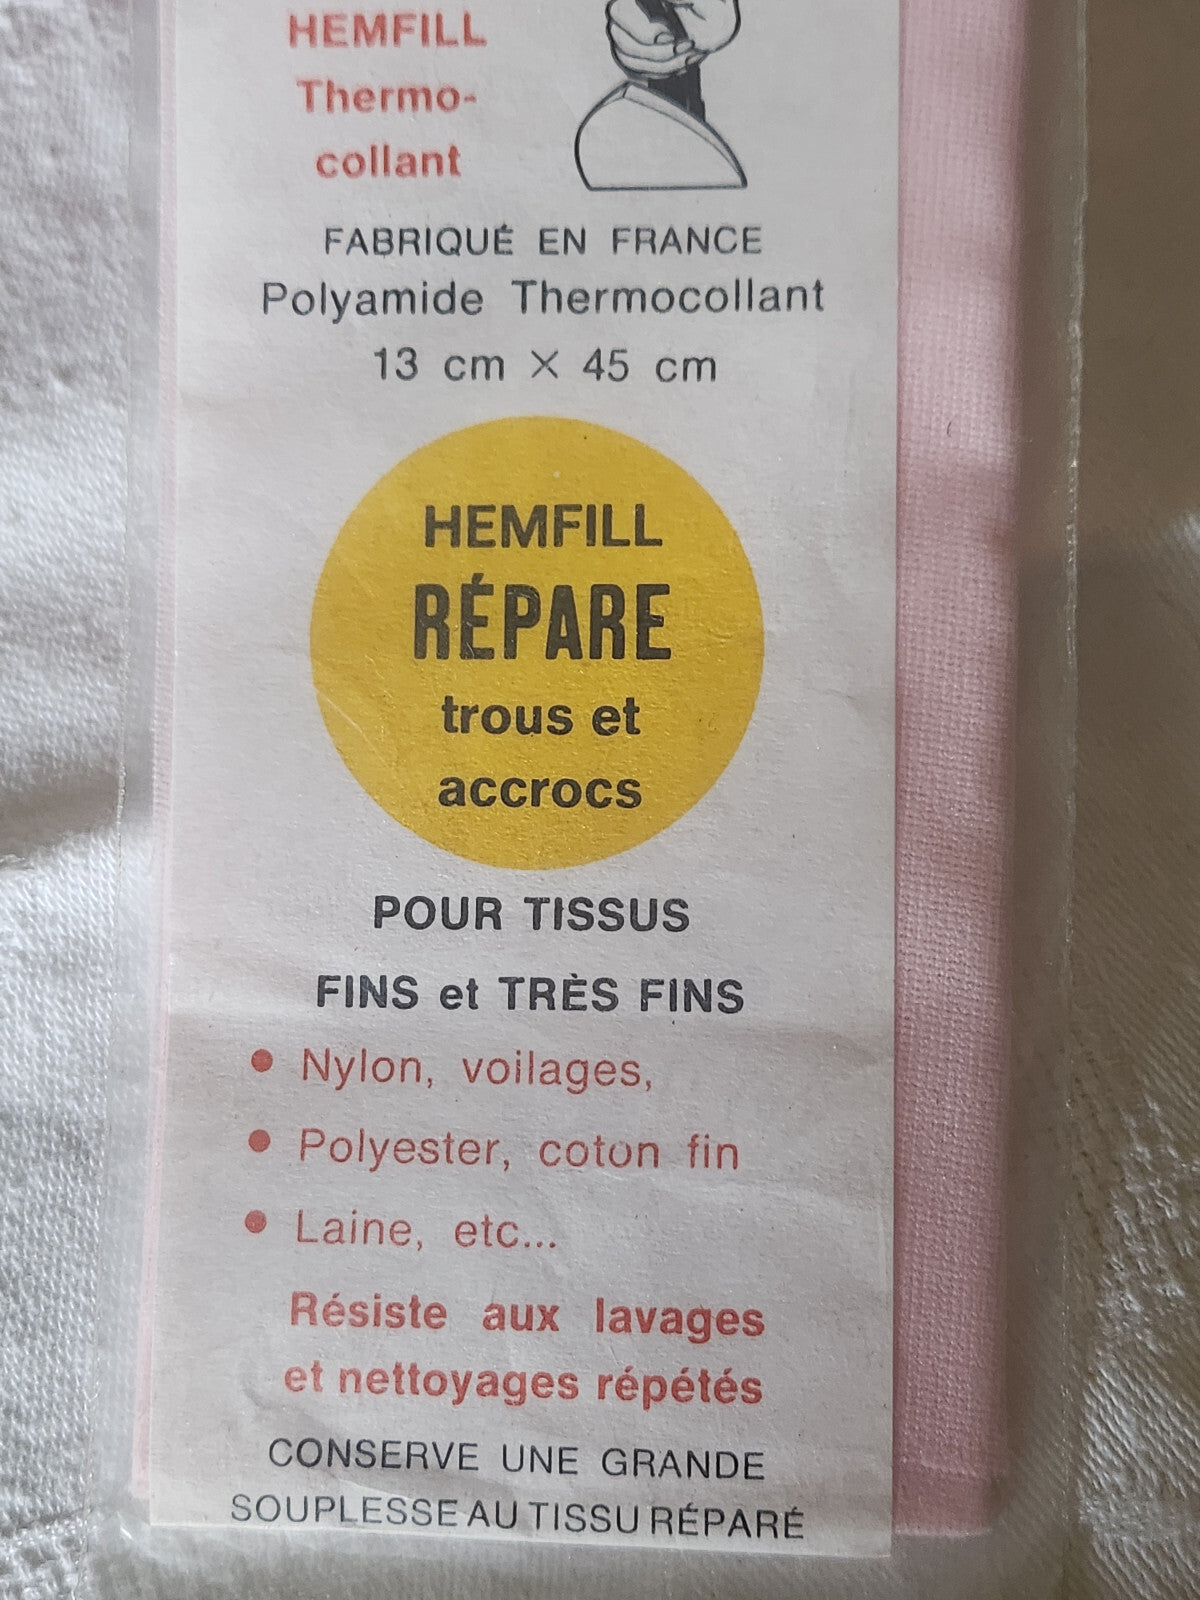 HEMFILL
Thermo-
collant
FABRIQUÉ EN FRANCE
Polyamide Thermocollant
13 cm X 45 cm
HEMFILL
RÉPARE
trous et
accrocs
POUR TISSUS
FINS et TRÈS FINS
• Nylon, voilages,
• Polyester, coton fin
• Laine, etc...
Résiste aux lavages
et nettoyages répétés
CONSERVE UNE GRANDE
SOUPLESSE AU TISSU RÉPARÉ